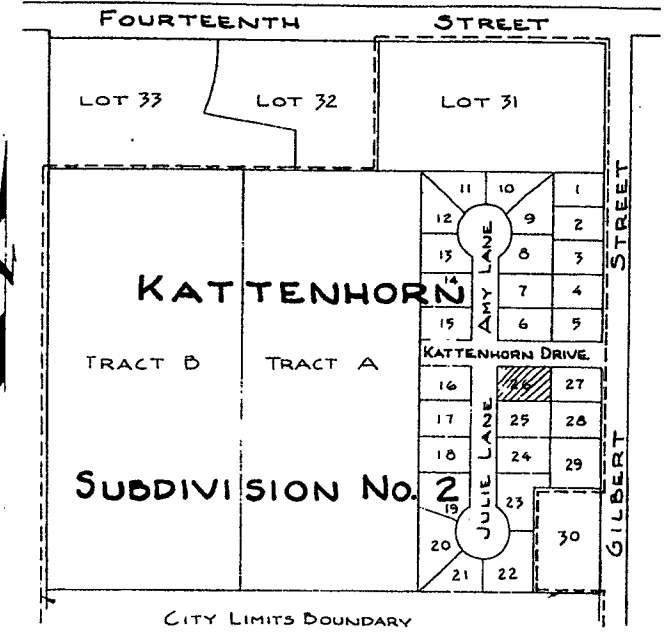 FOURTEENTH STREET
LOT 33 LOT 32 LOT 31
STREET
11 10 1
12 9 2
13 8 3
14 7 4
15 6 5
AMY LANE
KATTENHORN
KATTENHORN DRIVE
TRACT B TRACT A
16 26 27
17 25 28
18 24 29
JULIE LANE
SUBDIVISION No. 2
19 23
20 30
21 22
GILBERT
CITY LIMITS BOUNDARY